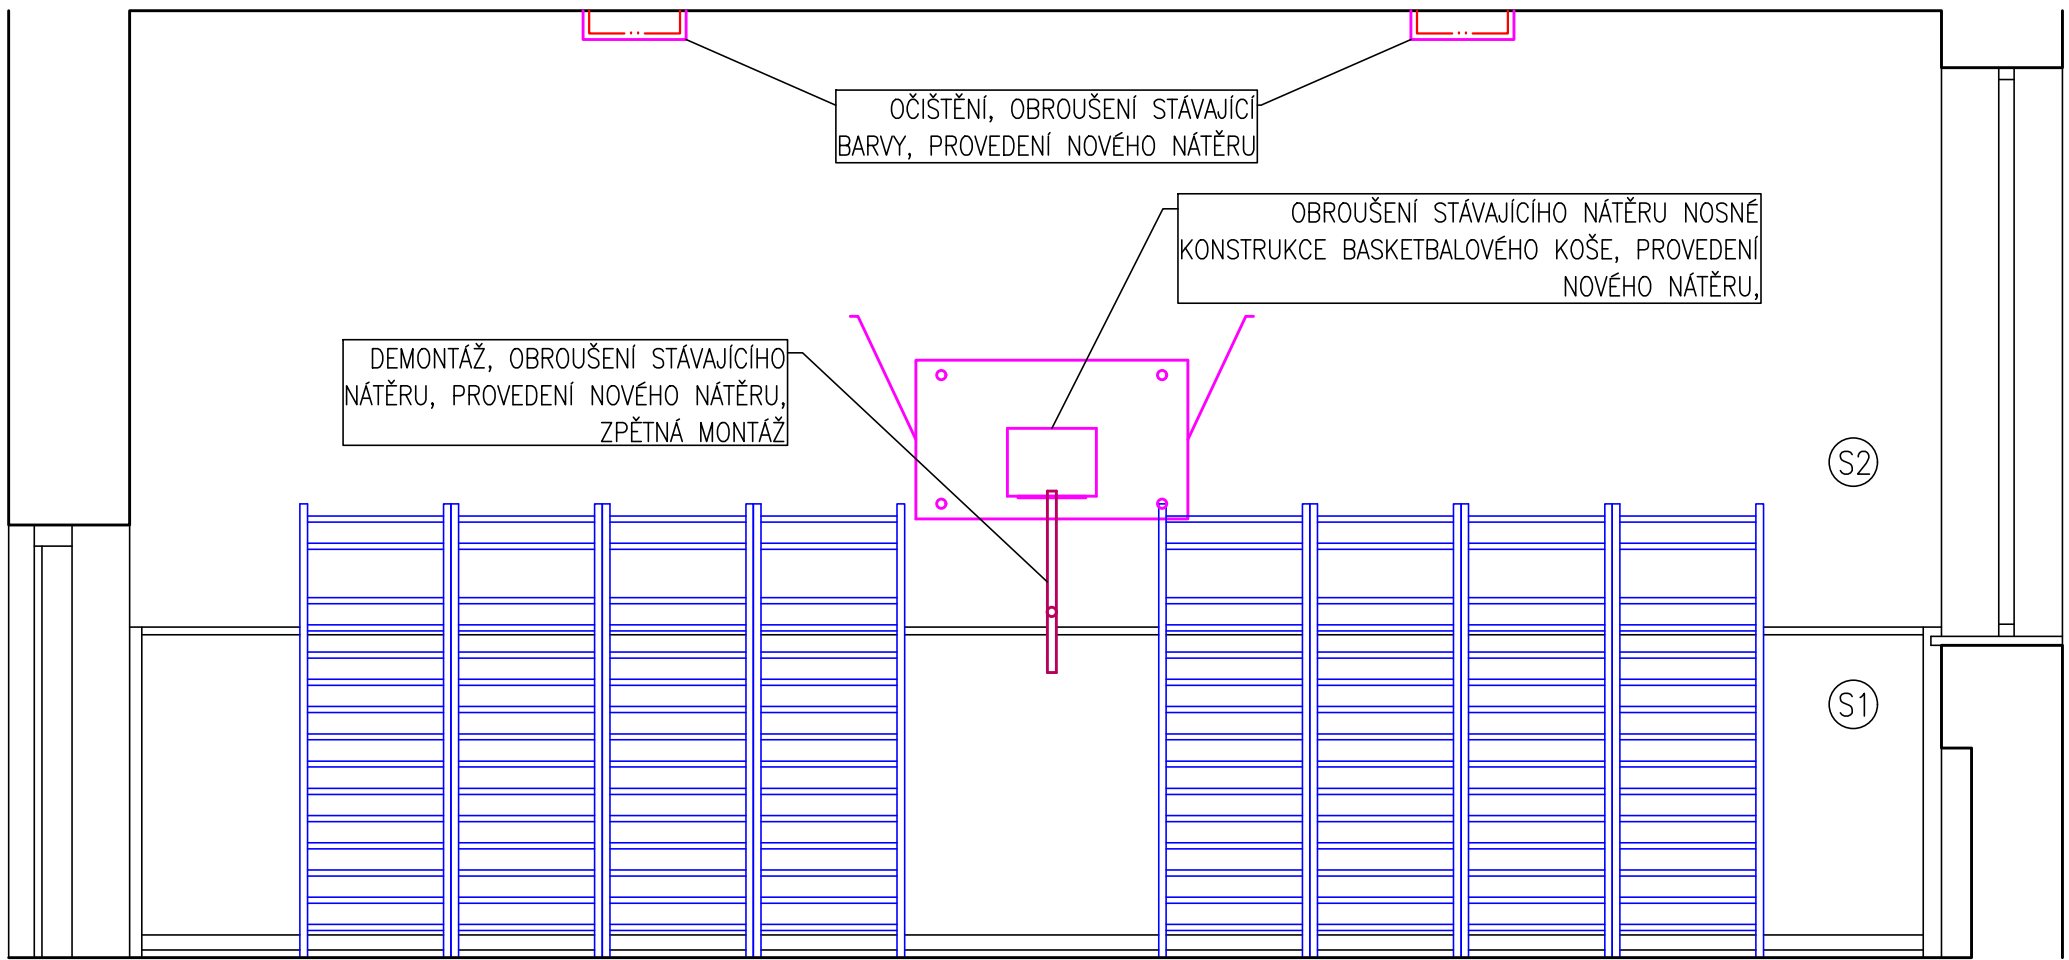 OČIŠTĚNÍ, OBROUŠENÍ STÁVAJÍCÍ
BARVY, PROVEDENÍ NOVÉHO NÁTĚRU
OBROUŠENÍ STÁVAJÍCÍHO NÁTĚRU NOSNÉ
KONSTRUKCE BASKETBALOVÉHO KOŠE, PROVEDENÍ
NOVÉHO NÁTĚRU,
DEMONTÁŽ, OBROUŠENÍ STÁVAJÍCÍHO
NÁTĚRU, PROVEDENÍ NOVÉHO NÁTĚRU,
ZPĚTNÁ MONTÁŽ
S2
S1